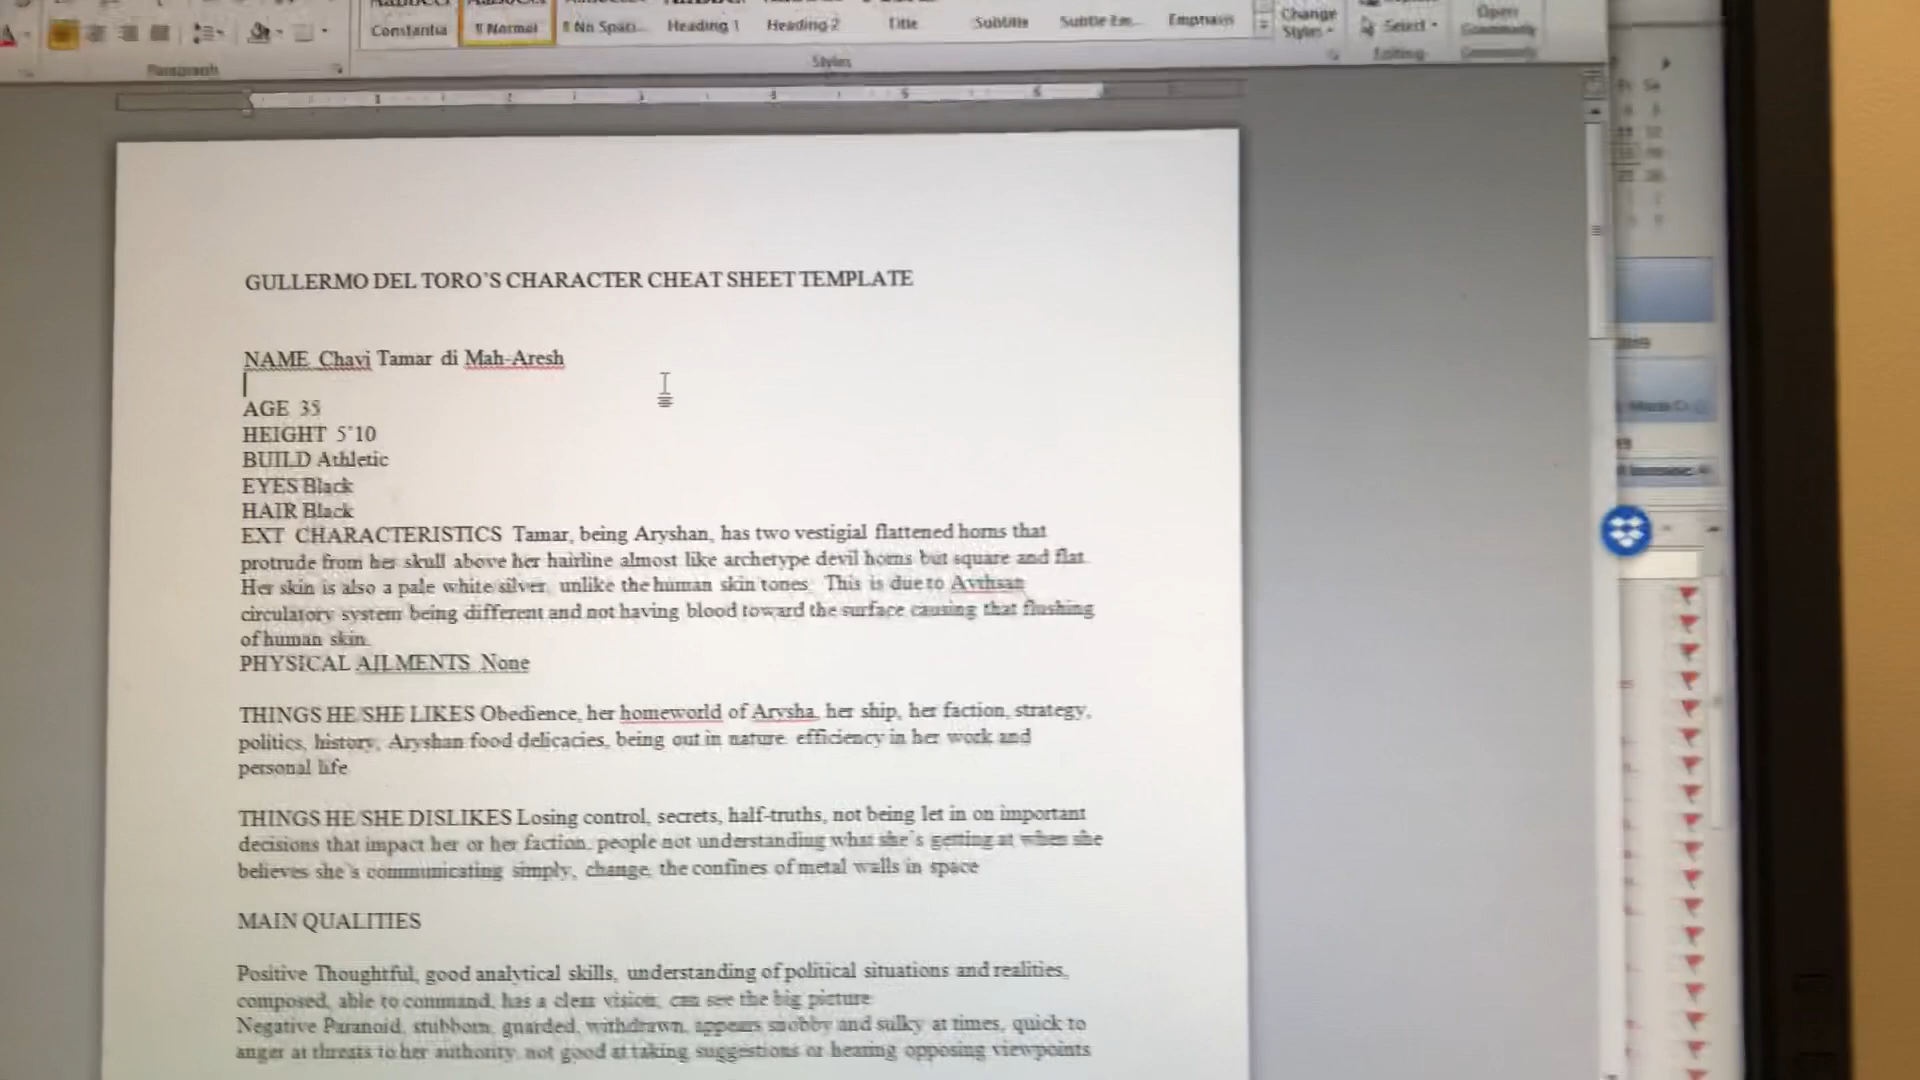 Constantia
¶ Normal
¶ No Spaci...
Heading 1
Heading 2
Title
Subtitle
Subtle Em...
Emphasis
Change
Styles
Select
Paragraph
Styles
Editing
GULLERMO DEL TORO'S CHARACTER CHEAT SHEET TEMPLATE
NAME Chavi Tamar di Mah-Aresh
AGE 35
HEIGHT 5'10
BUILD Athletic
EYES Black
HAIR Black
EXT CHARACTERISTICS Tamar, being Aryshan, has two vestigial flattened horns that
protrude from her skull above her hairline almost like archetype devil horns but square and flat.
Her skin is also a pale white silver, unlike the human skin tones. This is due to
circulatory system being different and not having blood toward the surface causing that flushing
of human skin.
PHYSICAL AILMENTS None
THINGS HE/SHE LIKES Obedience, her homeworld of Arysha, her ship, her faction, strategy,
politics, history, Aryshan food delicacies, being out in nature, efficiency in her work and
personal life
THINGS HE/SHE DISLIKES Losing control, secrets, half-truths, not being let in on important
decisions that impact her or her faction, people not understanding what she's getting at when she
believes she's communicating simply, change, the confines of metal walls in space
MAIN QUALITIES
Positive Thoughtful, good analytical skills, understanding of political situations and realities,
composed, able to command, has a clear vision, can see the big picture
Negative Paranoid, stubborn, guarded, withdrawn, appears snobby and sulky at times, quick to
anger at threats to her authority, not good at taking suggestions or hearing opposing viewpoints